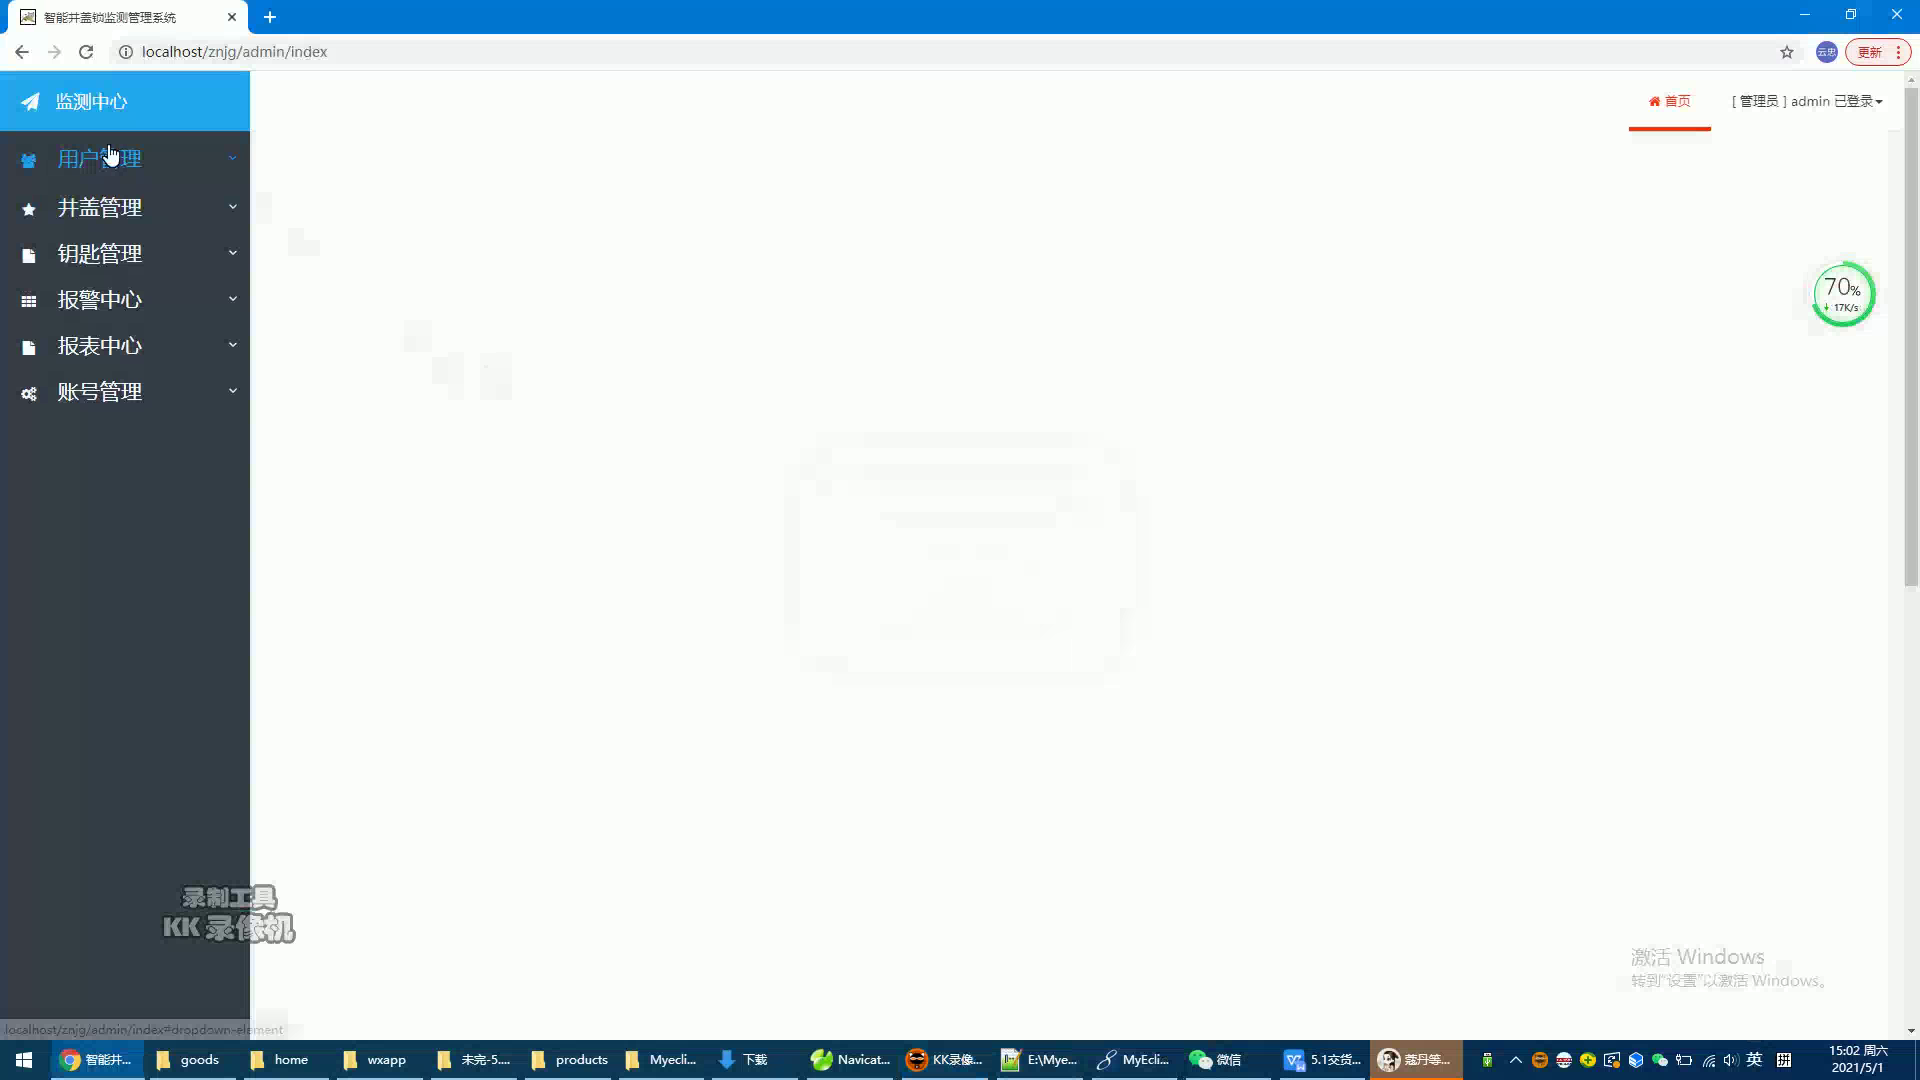 智能井盖锁监测管理系统
localhost/znjg/admin/index
云忠
更新
监测中心
首页
[ 管理员 ] admin 已登录
用户管理
井盖管理
钥匙管理
报警中心
报表中心
账号管理
70%
17K/s
录制工具
KK 录像机
激活 Windows
转到"设置"以激活 Windows。
localhost/znjg/admin/index#dropdown-element
智能井...
goods
home
wxapp
未完-5....
products
Myecli...
下载
Navicat...
KK录像...
E:\Mye...
MyEcli...
微信
5.1交货...
蔻丹等...
英
拼
15:02 周六
2021/5/1